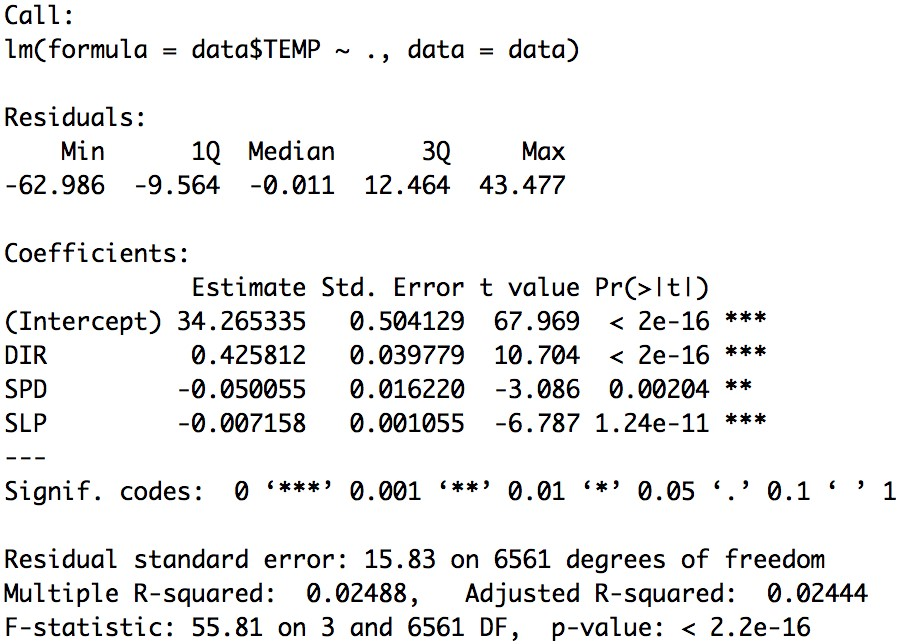 Call:
lm(formula = data$TEMP ~ ., data = data)
Residuals:
    Min      1Q  Median      3Q     Max
-62.986  -9.564  -0.011  12.464  43.477
Coefficients:
             Estimate Std. Error t value Pr(>|t|)
(Intercept) 34.265335   0.504129  67.969  < 2e-16 ***
DIR          0.425812   0.039779  10.704  < 2e-16 ***
SPD         -0.050055   0.016220  -3.086  0.00204 **
SLP         -0.007158   0.001055  -6.787 1.24e-11 ***
---
Signif. codes:  0 ‘***’ 0.001 ‘**’ 0.01 ‘*’ 0.05 ‘.’ 0.1 ‘ ’ 1
Residual standard error: 15.83 on 6561 degrees of freedom
Multiple R-squared:  0.02488,   Adjusted R-squared:  0.02444
F-statistic: 55.81 on 3 and 6561 DF,  p-value: < 2.2e-16